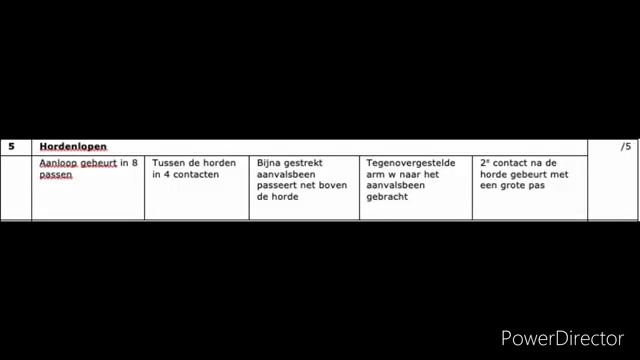 5 Hordenlopen /5
Aanloop gebeurt in 8
passen
Tussen de horden
in 4 contacten
Bijna gestrekt
aanvalsbeen
passeert net boven
de horde
Tegenovergestelde
arm w naar het
aanvalsbeen
gebracht
2e contact na de
horde gebeurt met
een grote pas
PowerDirector